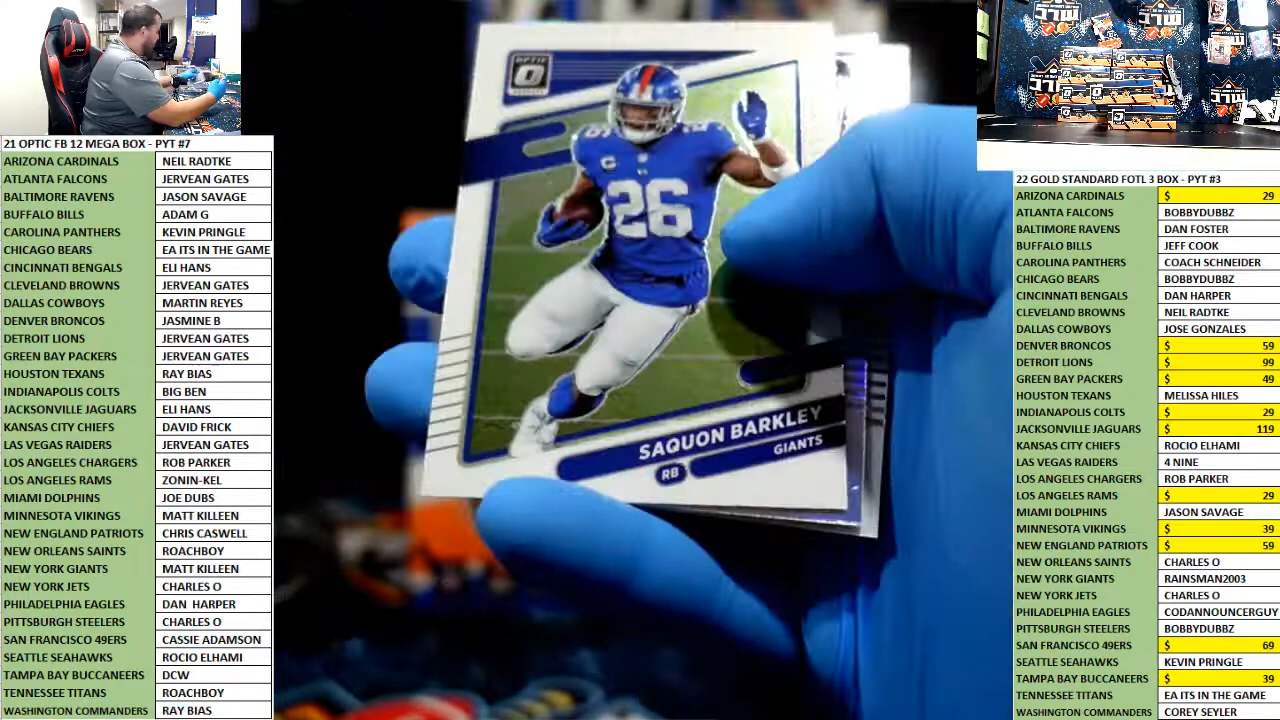 21 OPTIC FB 12 MEGA BOX - PYT #7
ARIZONA CARDINALS NEIL RADTKE
ATLANTA FALCONS JERVEAN GATES
BALTIMORE RAVENS JASON SAVAGE
BUFFALO BILLS ADAM G
CAROLINA PANTHERS KEVIN PRINGLE
CHICAGO BEARS EA ITS IN THE GAME
CINCINNATI BENGALS ELI HANS
CLEVELAND BROWNS JERVEAN GATES
DALLAS COWBOYS MARTIN REYES
DENVER BRONCOS JASMINE B
DETROIT LIONS JERVEAN GATES
GREEN BAY PACKERS JERVEAN GATES
HOUSTON TEXANS RAY BIAS
INDIANAPOLIS COLTS BIG BEN
JACKSONVILLE JAGUARS ELI HANS
KANSAS CITY CHIEFS DAVID FRICK
LAS VEGAS RAIDERS JERVEAN GATES
LOS ANGELES CHARGERS ROB PARKER
LOS ANGELES RAMS ZONIN-KEL
MIAMI DOLPHINS JOE DUBS
MINNESOTA VIKINGS MATT KILLEEN
NEW ENGLAND PATRIOTS CHRIS CASWELL
NEW ORLEANS SAINTS ROACHBOY
NEW YORK GIANTS MATT KILLEEN
NEW YORK JETS CHARLES O
PHILADELPHIA EAGLES DAN HARPER
PITTSBURGH STEELERS CHARLES O
SAN FRANCISCO 49ERS CASSIE ADAMSON
SEATTLE SEAHAWKS ROCIO ELHAMI
TAMPA BAY BUCCANEERS DCW
TENNESSEE TITANS ROACHBOY
WASHINGTON COMMANDERS RAY BIAS
OPTIC
O
C
26
SAQUON BARKLEY
RB GIANTS
22 GOLD STANDARD FOTL 3 BOX - PYT #3
ARIZONA CARDINALS $ 29
ATLANTA FALCONS BOBBYDUBBZ
BALTIMORE RAVENS DAN FOSTER
BUFFALO BILLS JEFF COOK
CAROLINA PANTHERS COACH SCHNEIDER
CHICAGO BEARS BOBBYDUBBZ
CINCINNATI BENGALS DAN HARPER
CLEVELAND BROWNS NEIL RADTKE
DALLAS COWBOYS JOSE GONZALES
DENVER BRONCOS $ 59
DETROIT LIONS $ 99
GREEN BAY PACKERS $ 49
HOUSTON TEXANS MELISSA HILES
INDIANAPOLIS COLTS $ 29
JACKSONVILLE JAGUARS $ 119
KANSAS CITY CHIEFS ROCIO ELHAMI
LAS VEGAS RAIDERS 4 NINE
LOS ANGELES CHARGERS ROB PARKER
LOS ANGELES RAMS $ 29
MIAMI DOLPHINS JASON SAVAGE
MINNESOTA VIKINGS $ 39
NEW ENGLAND PATRIOTS $ 59
NEW ORLEANS SAINTS CHARLES O
NEW YORK GIANTS RAINSMAN2003
NEW YORK JETS CHARLES O
PHILADELPHIA EAGLES CODANNOUNCERGUY
PITTSBURGH STEELERS BOBBYDUBBZ
SAN FRANCISCO 49ERS $ 69
SEATTLE SEAHAWKS KEVIN PRINGLE
TAMPA BAY BUCCANEERS $ 39
TENNESSEE TITANS EA ITS IN THE GAME
WASHINGTON COMMANDERS COREY SEYLER